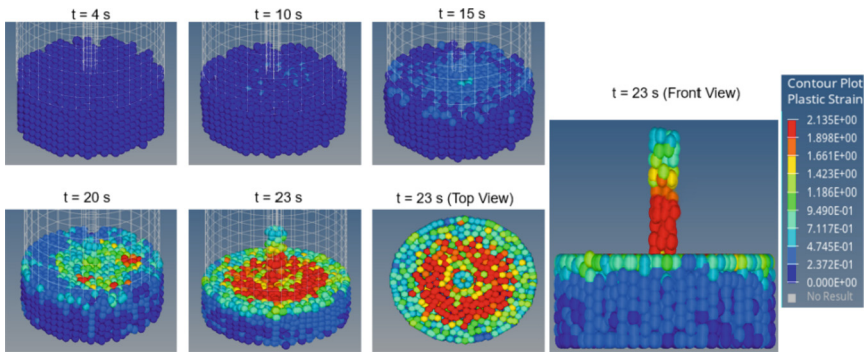 t = 4 s
t = 10 s
t = 15 s
t = 20 s
t = 23 s
t = 23 s (Top View)
t = 23 s (Front View)
Contour Plot
Plastic Strain
2.135E+00
1.898E+00
1.661E+00
1.423E+00
1.186E+00
9.490E-01
7.117E-01
4.745E-01
2.372E-01
0.000E+00
No Result